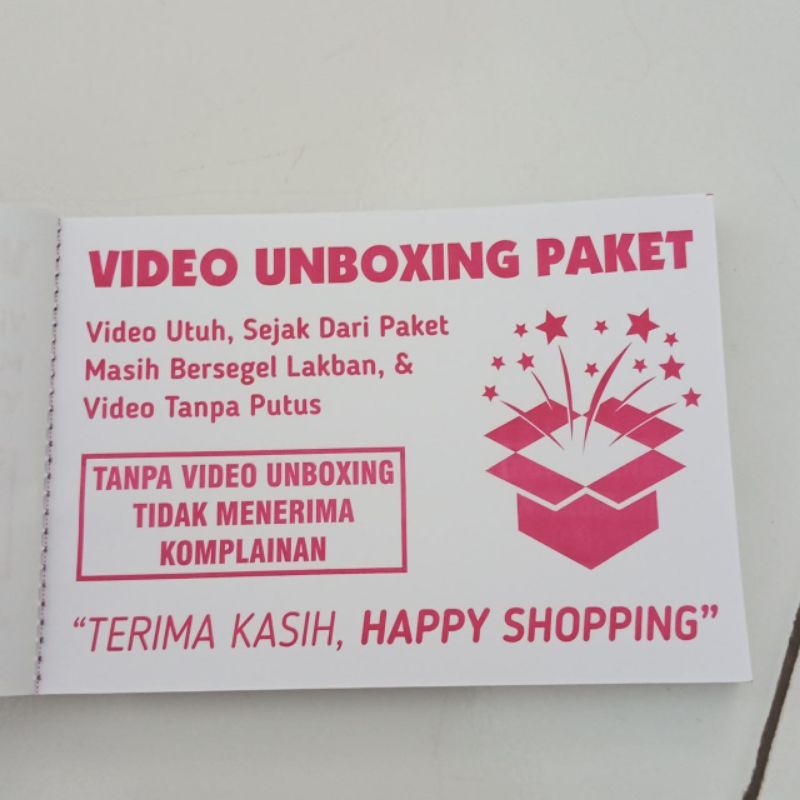 VIDEO UNBOXING PAKET
Video Utuh, Sejak Dari Paket
Masih Bersegel Lakban, &
Video Tanpa Putus
TANPA VIDEO UNBOXING
TIDAK MENERIMA
KOMPLAINAN
“TERIMA KASIH, HAPPY SHOPPING”